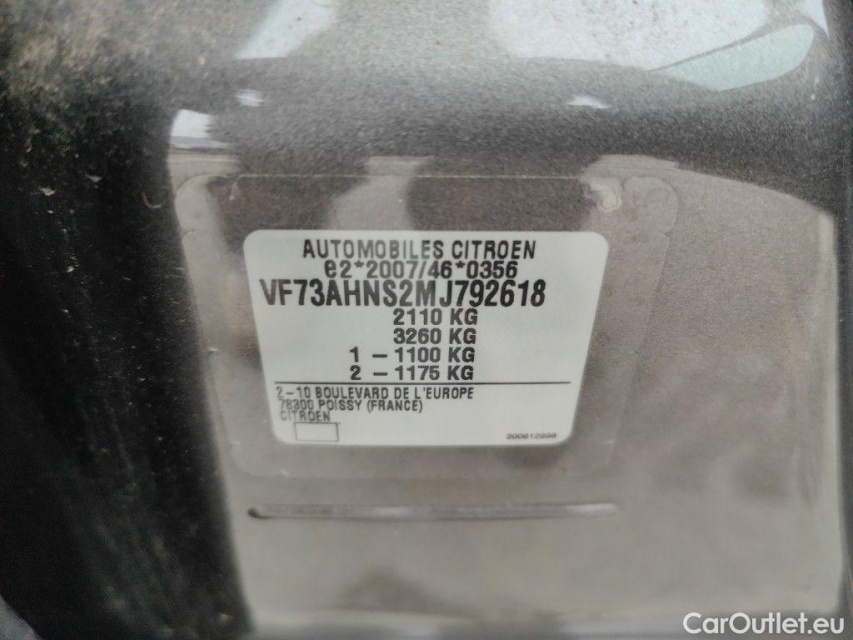 AUTOMOBILES CITROEN
e2*2007/46*0356
VF73AHNS2MJ792618
2110 KG
3260 KG
1 - 1100 KG
2 - 1175 KG
2-10 BOULEVARD DE L'EUROPE
78300 POISSY (FRANCE)
CITROEN
CarOutlet.eu